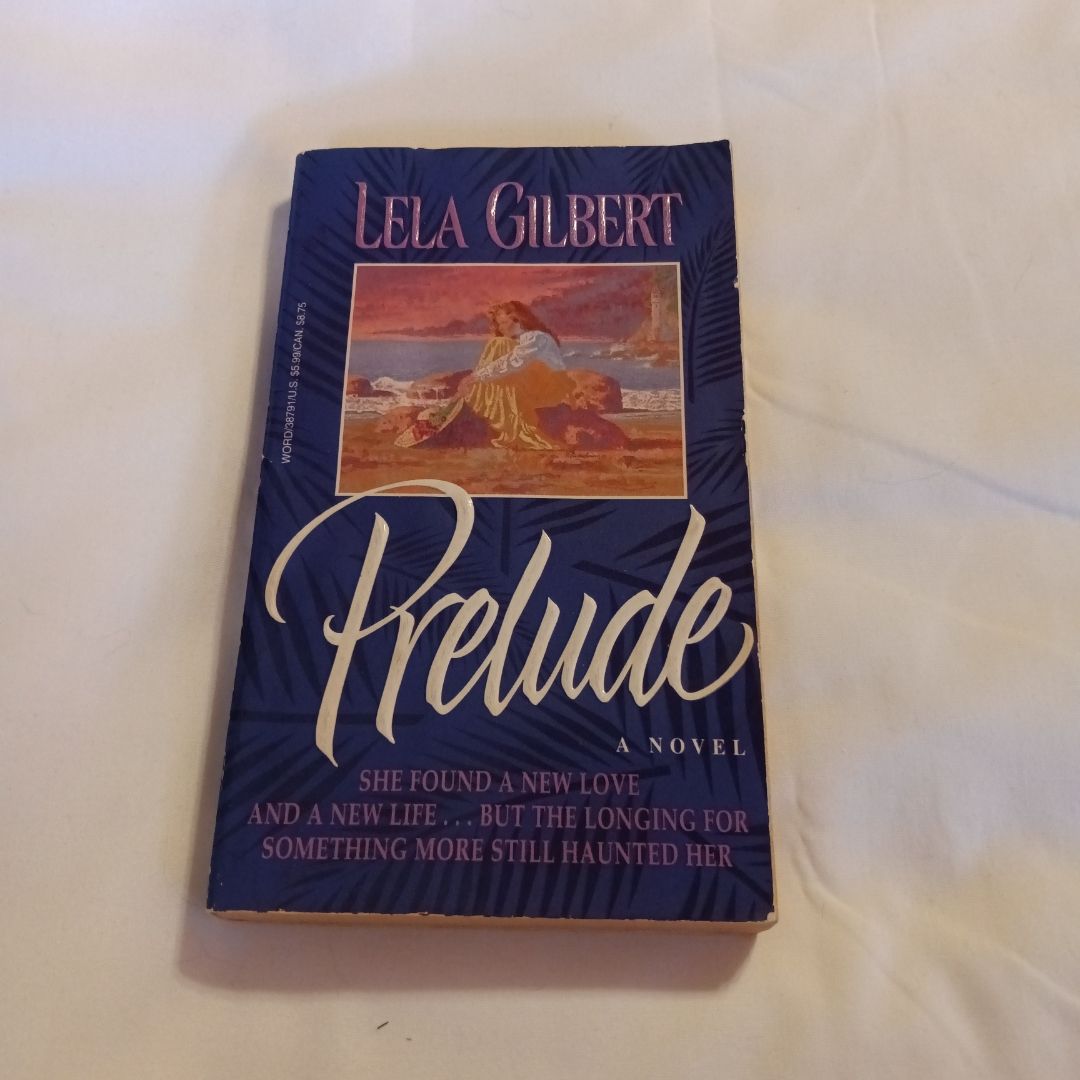 LELA GILBERT
WORD/38791/U.S. $5.99/CAN. $8.75
Prelude
A NOVEL
SHE FOUND A NEW LOVE
AND A NEW LIFE... BUT THE LONGING FOR
SOMETHING MORE STILL HAUNTED HER